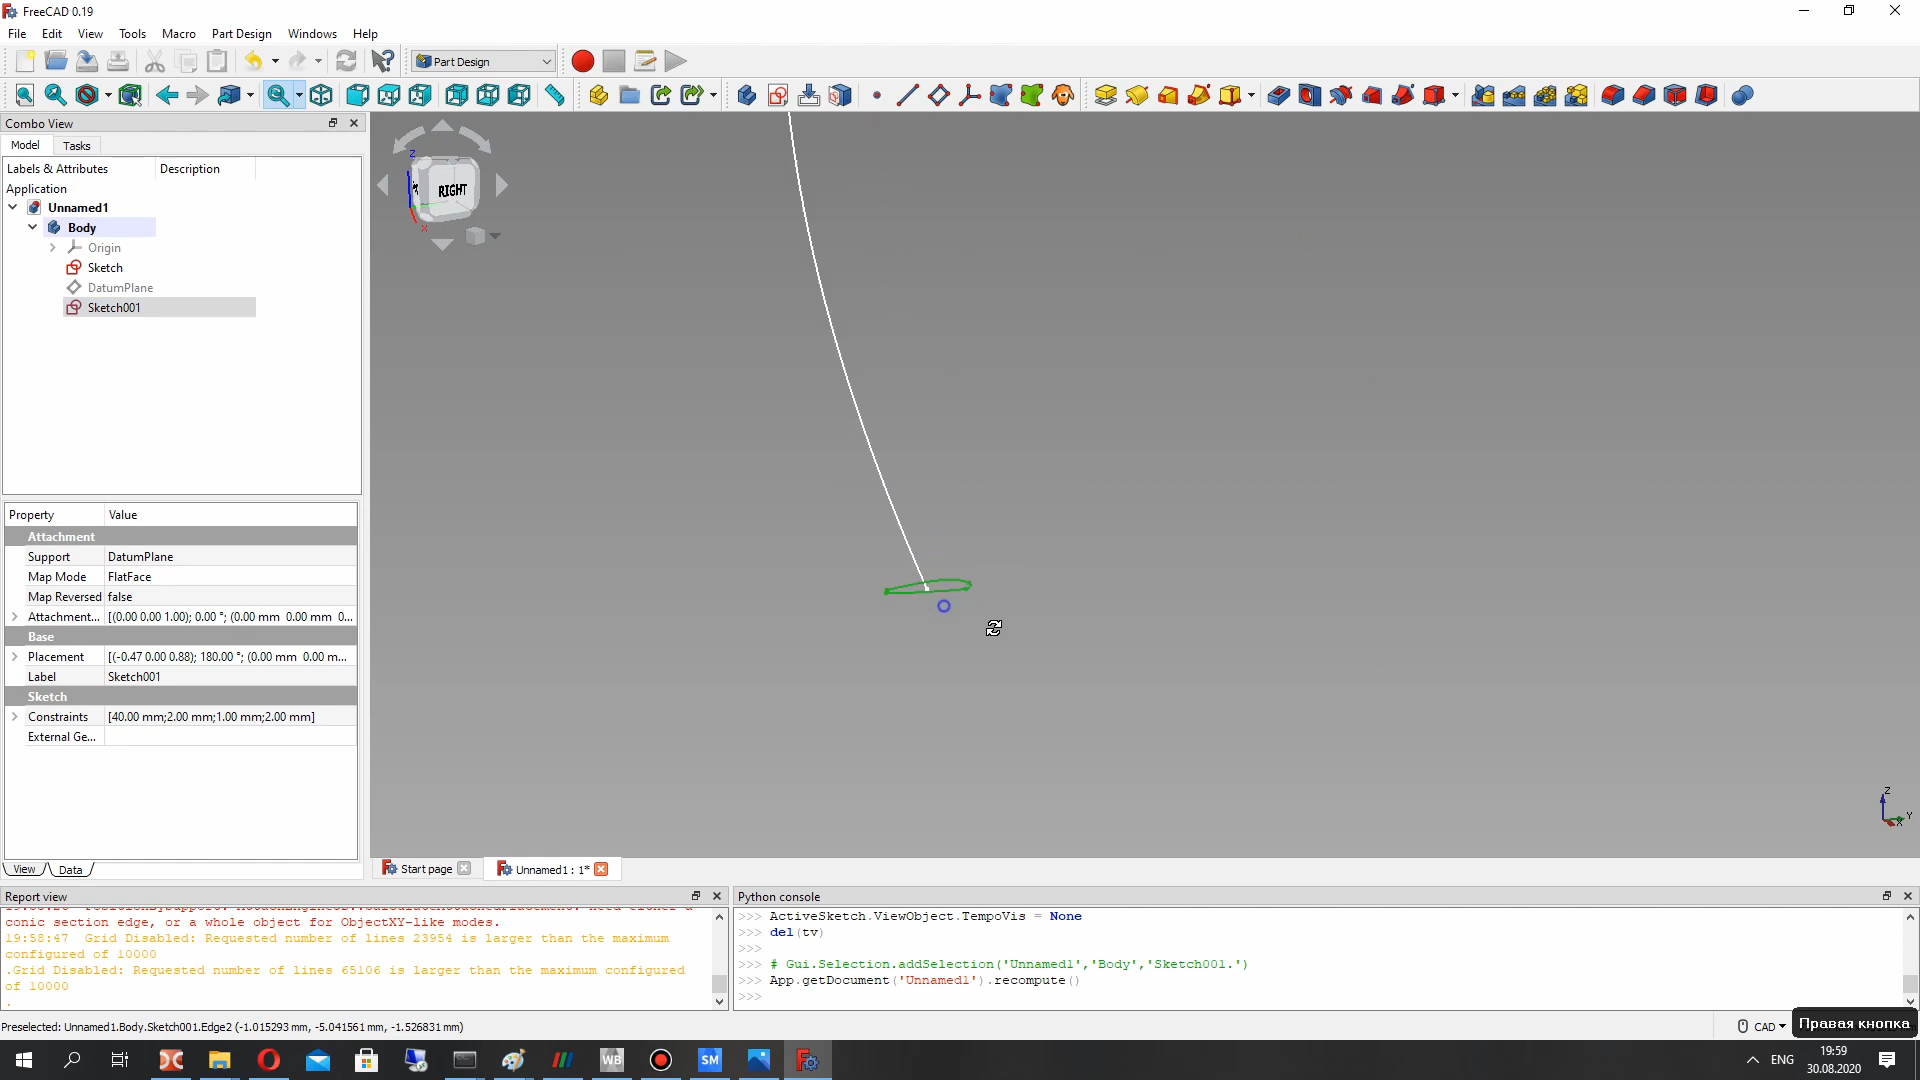 FreeCAD 0.19
File Edit View Tools Macro Part Design Windows Help
Part Design
Combo View
Model Tasks
Labels & Attributes Description
Application
Unnamed1
Body
Origin
Sketch
DatumPlane
Sketch001
Property Value
Attachment
Support DatumPlane
Map Mode FlatFace
Map Reversed false
Attachment... [(0.00 0.00 1.00); 0.00 °; (0.00 mm 0.00 mm 0...
Base
Placement [(-0.47 0.00 0.88); 180.00 °; (0.00 mm 0.00 m...
Label Sketch001
Sketch
Constraints [40.00 mm;2.00 mm;1.00 mm;2.00 mm]
External Ge...
View Data
Z
RIGHT
X
Z
Y
X
Start page Unnamed1 : 1*
Report view
conic section edge, or a whole object for ObjectXY-like modes.
19:58:47 Grid Disabled: Requested number of lines 23954 is larger than the maximum
configured of 10000
.Grid Disabled: Requested number of lines 65106 is larger than the maximum configured
of 10000
.
Python console
>>> ActiveSketch.ViewObject.TempoVis = None
>>> del(tv)
>>>
>>> # Gui.Selection.addSelection('Unnamed1','Body','Sketch001.')
>>> App.getDocument('Unnamed1').recompute()
>>>
Preselected: Unnamed1.Body.Sketch001.Edge2 (-1.015293 mm, -5.041561 mm, -1.526831 mm)
CAD
Правая кнопка
WB SM
ENG
19:59
30.08.2020